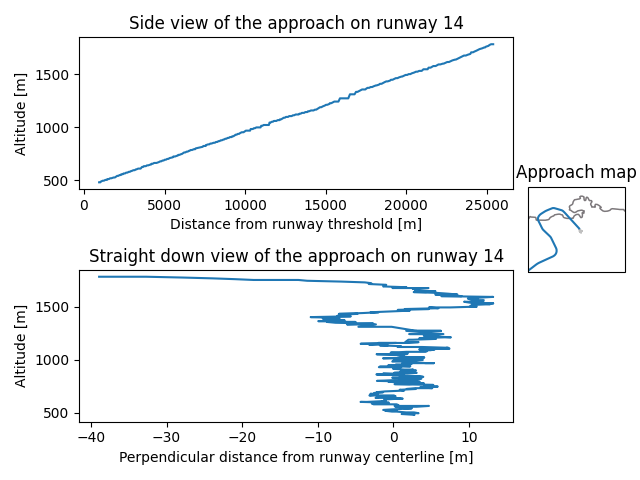 Side view of the approach on runway 14
1500
1000
500
Altitude [m]
0 5000 10000 15000 20000 25000
Distance from runway threshold [m]
Approach map
Straight down view of the approach on runway 14
1500
1000
500
Altitude [m]
−40 −30 −20 −10 0 10
Perpendicular distance from runway centerline [m]